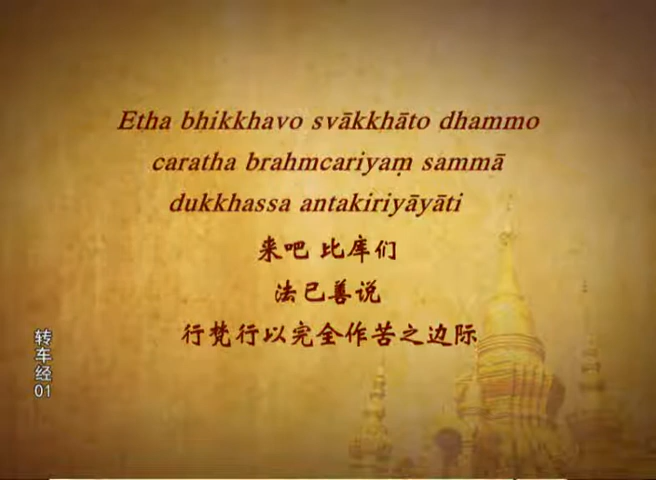 Etha bhikkhavo svākkhāto dhammo
caratha brahmcariyaṃ sammā
dukkhassa antakiriyāyāti
来吧 比库们
法已善说
行梵行以完全作苦之边际
转车经01